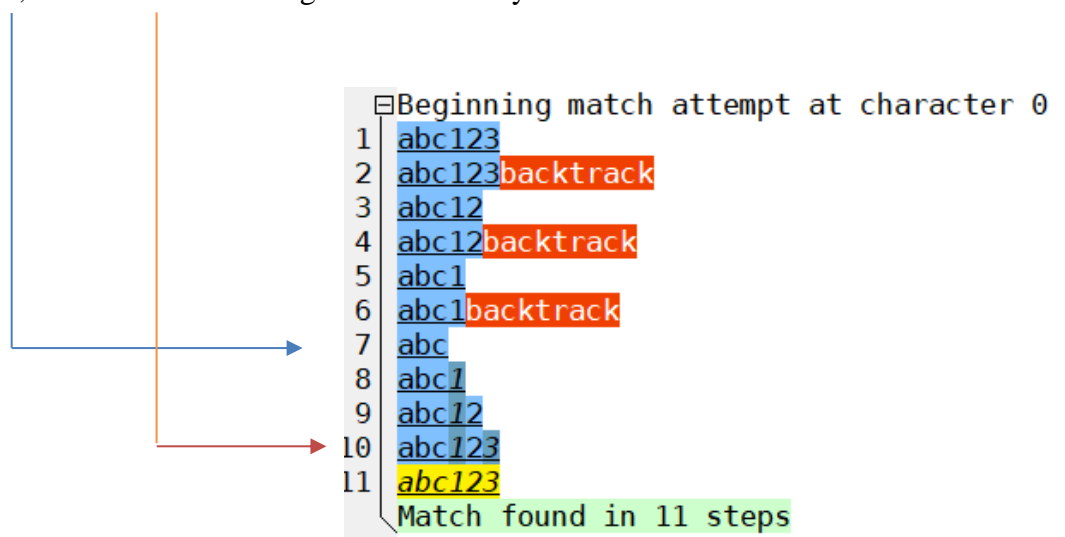 Beginning match attempt at character 0
1 abc123
2 abc123backtrack
3 abc12
4 abc12backtrack
5 abc1
6 abc1backtrack
7 abc
8 abc1
9 abc12
10 abc123
11 abc123
Match found in 11 steps